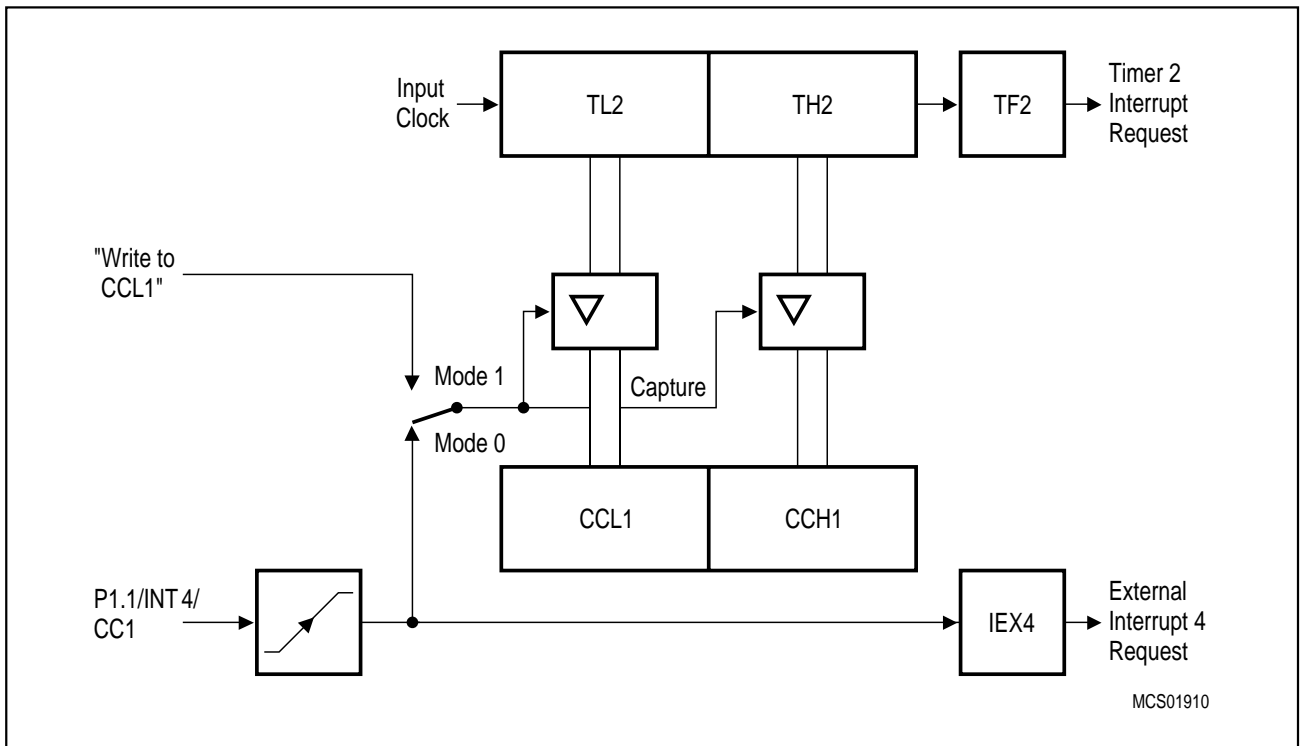 Input
Clock
TL2
TH2
TF2
Timer 2
Interrupt
Request
"Write to
CCL1"
Mode 1
Capture
Mode 0
CCL1
CCH1
P1.1/INT 4/
CC1
IEX4
External
Interrupt 4
Request
MCS01910